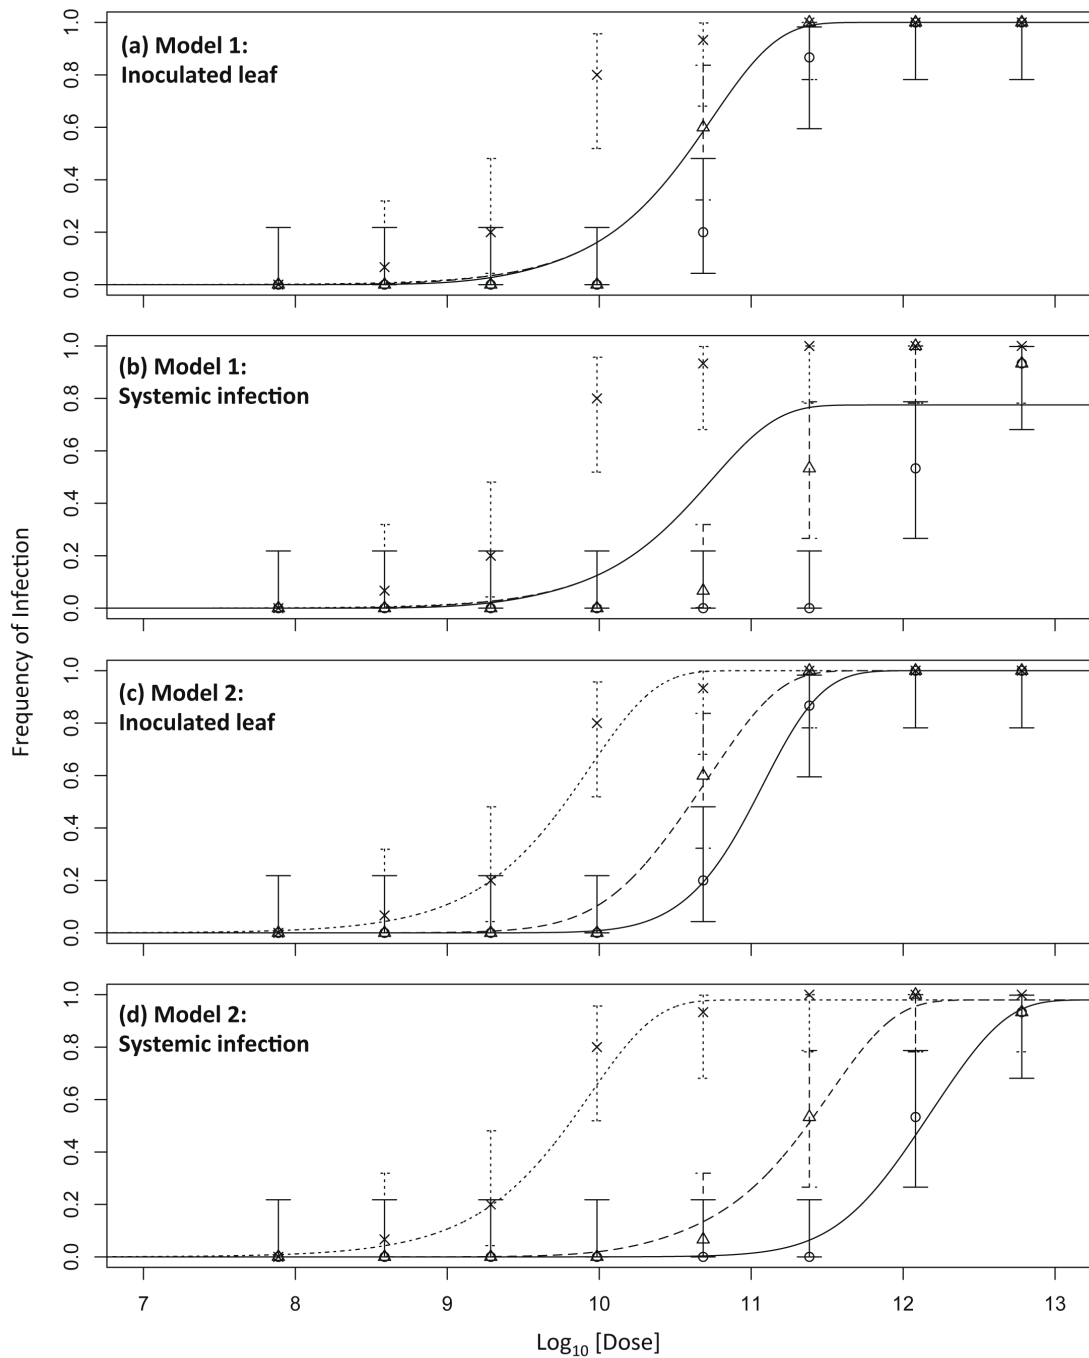 (a) Model 1:
Inoculated leaf
1.0
0.8
0.6
0.4
0.2
0.0
(b) Model 1:
Systemic infection
1.0
0.8
0.6
0.4
0.2
0.0
Frequency of Infection
(c) Model 2:
Inoculated leaf
1.0
0.8
0.6
0.4
0.2
0.0
(d) Model 2:
Systemic infection
1.0
0.8
0.6
0.4
0.2
0.0
7 8 9 10 11 12 13
Log10 [Dose]